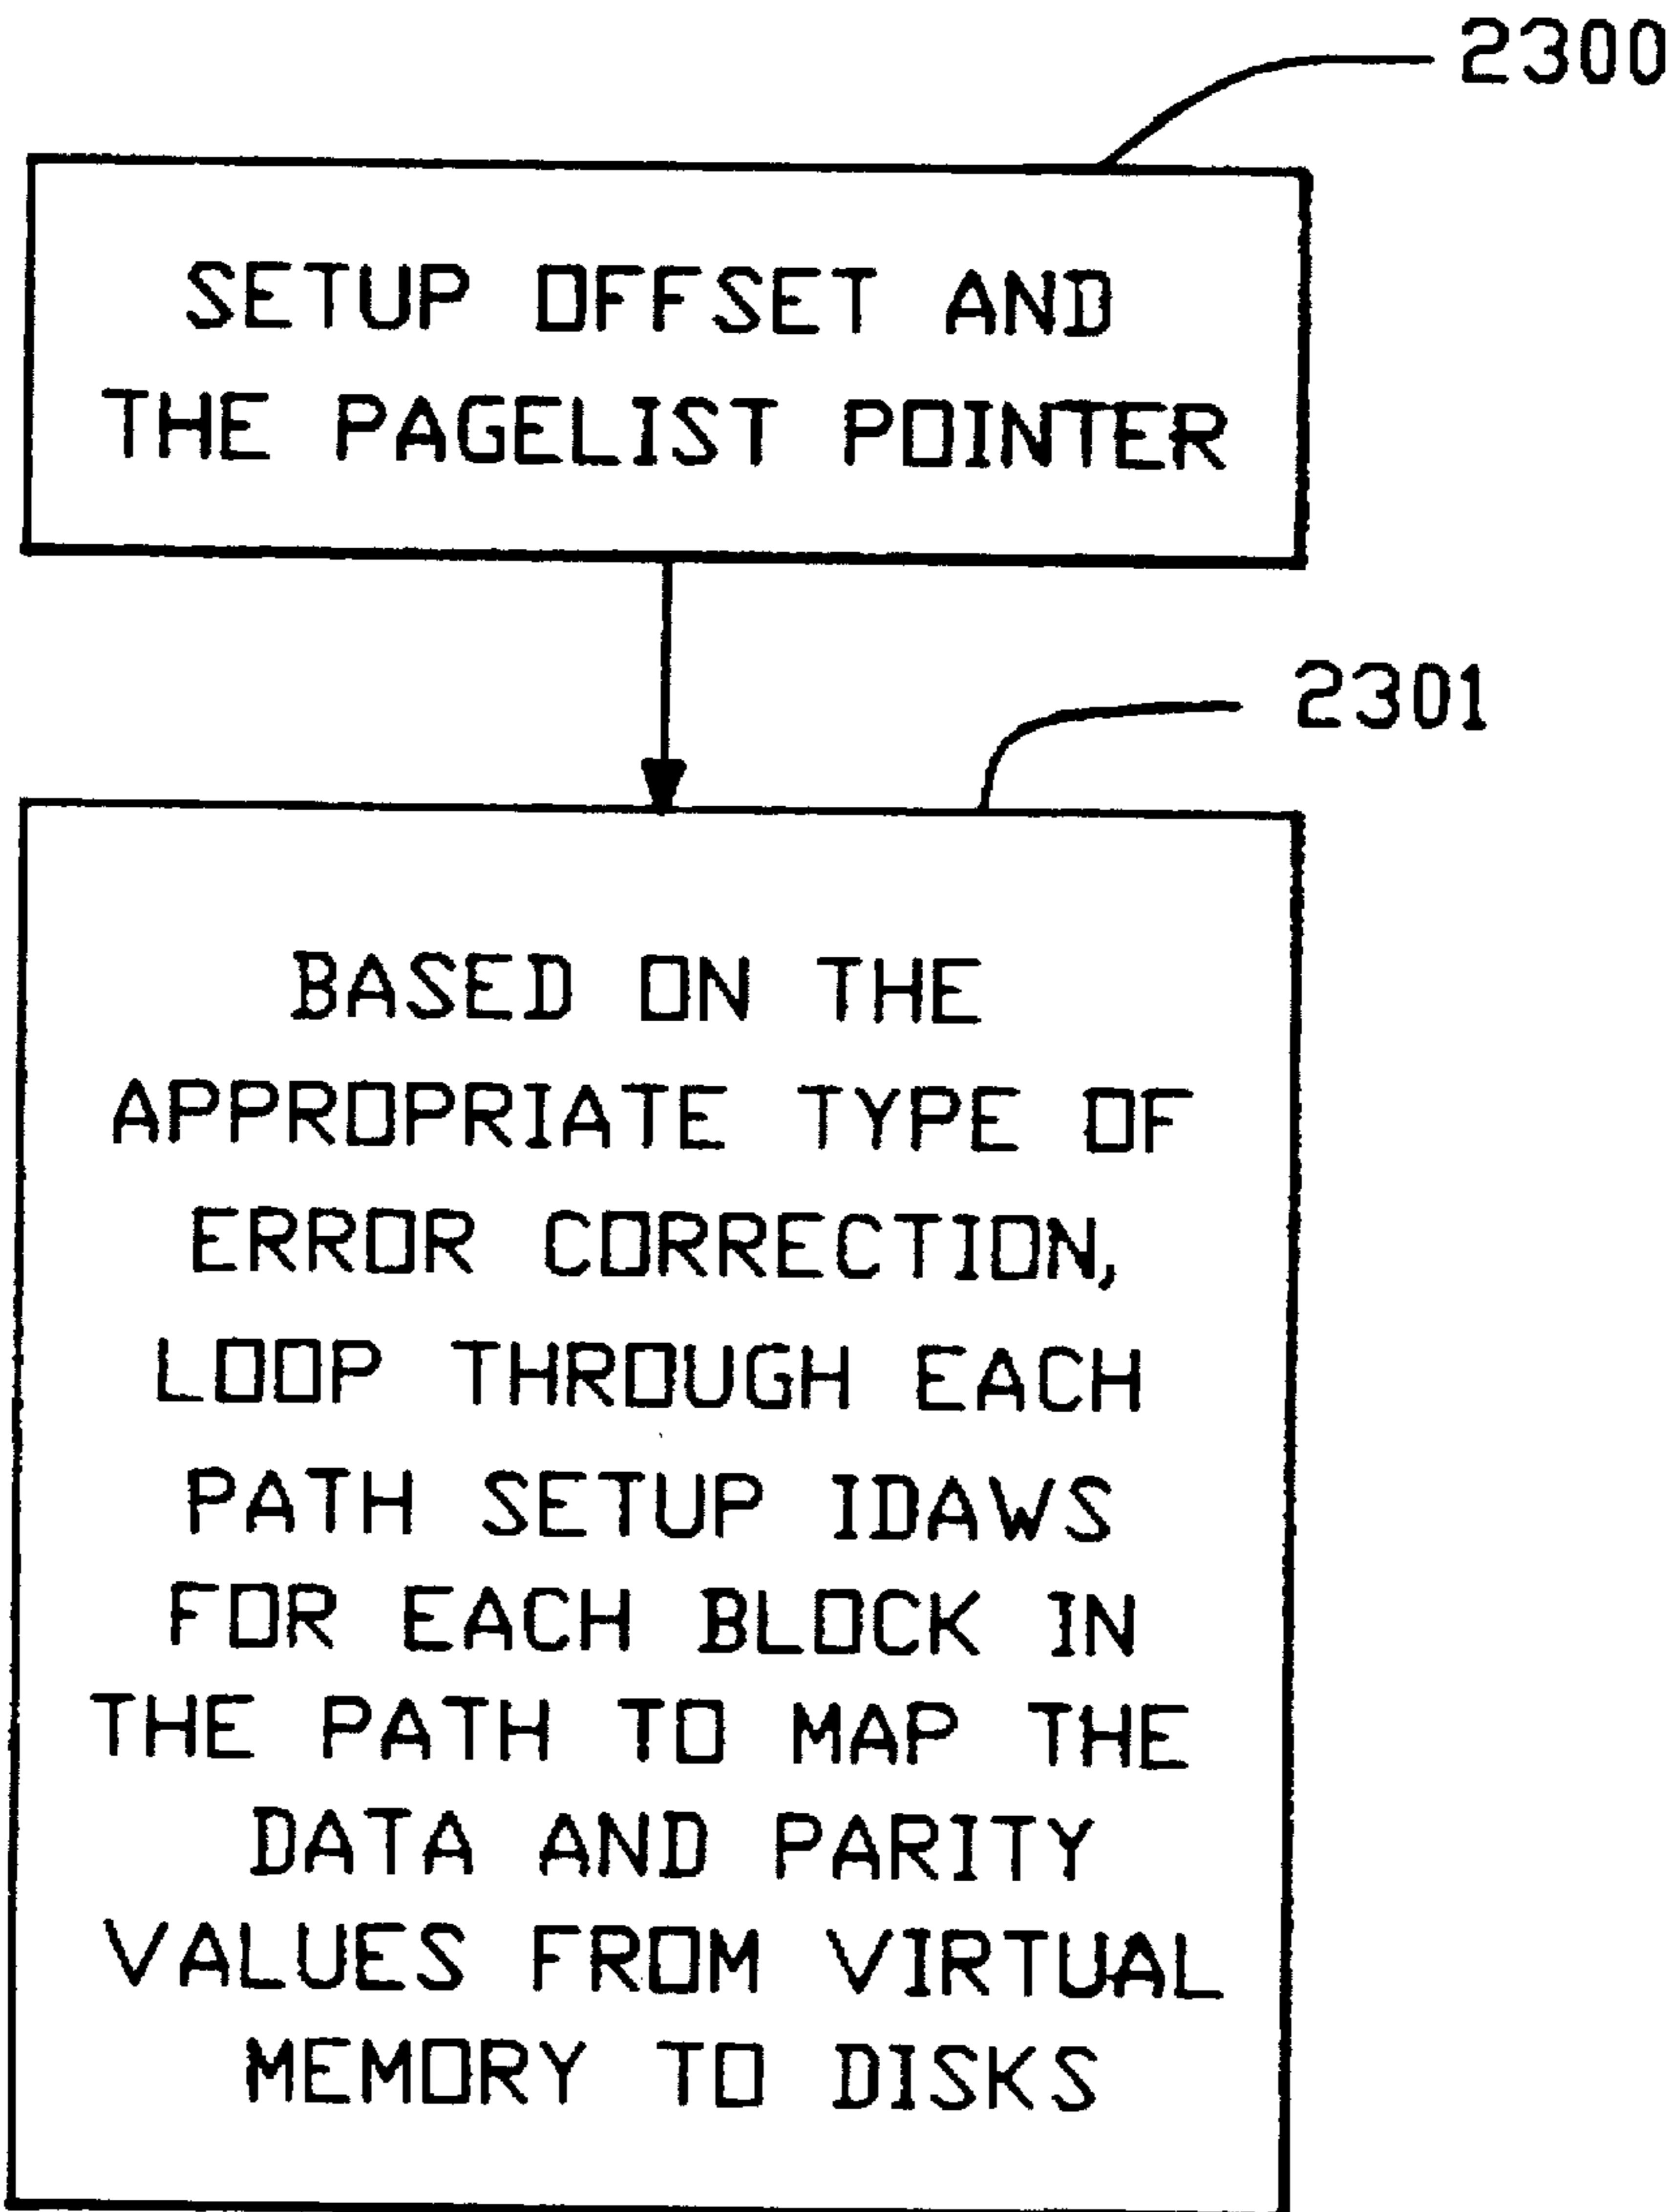 2300
SETUP OFFSET AND
THE PAGELIST POINTER
2301
BASED ON THE
APPROPRIATE TYPE OF
ERROR CORRECTION,
LOOP THROUGH EACH
PATH SETUP IDAWS
FOR EACH BLOCK IN
THE PATH TO MAP THE
DATA AND PARITY
VALUES FROM VIRTUAL
MEMORY TO DISKS